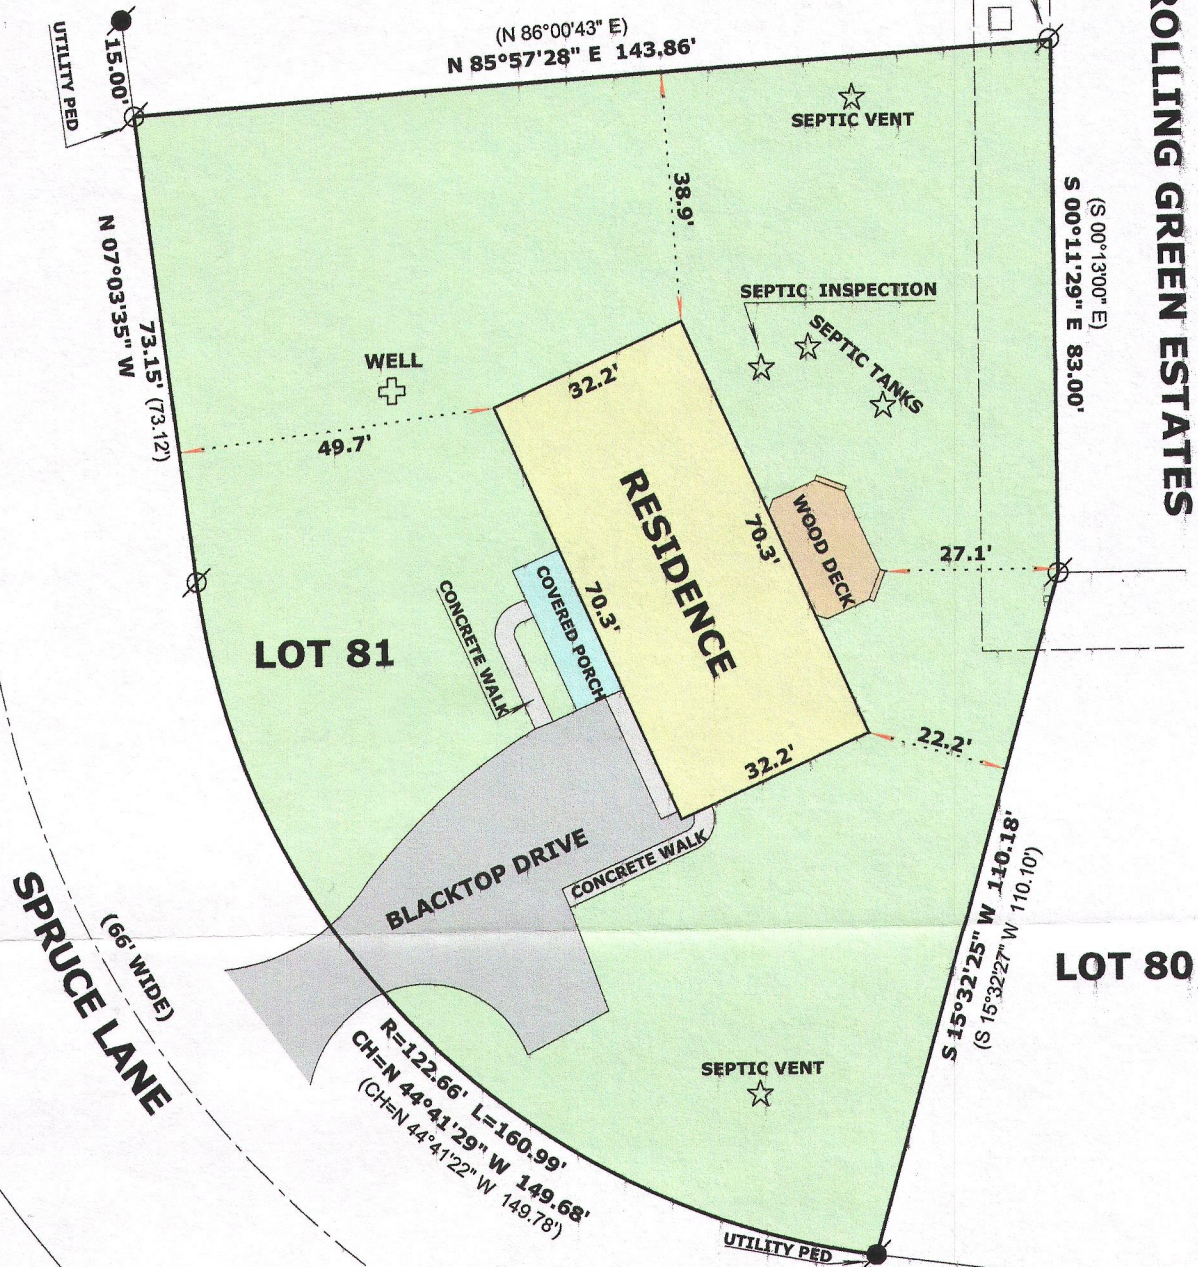 (N 86°00'43" E)
N 85°57'28" E 143.86'
15.00'
UTILITY PED
SEPTIC VENT
ROLLING GREEN ESTATES
(S 00°13'00" E)
S 00°11'29" E 83.00'
38.9'
N 07°03'35" W
73.15' (73.12')
SEPTIC INSPECTION
SEPTIC TANKS
WELL
32.2'
49.7'
RESIDENCE
70.3'
WOOD DECK
27.1'
COVERED PORCH
70.3'
CONCRETE WALK
LOT 81
22.2'
32.2'
BLACKTOP DRIVE
CONCRETE WALK
S 15°32'25" W 110.18'
(S 15°32'27" W 110.10')
LOT 80
SPRUCE LANE
(66' WIDE)
R=122.66' L=160.99'
CH=N 44°41'29" W 149.68'
(CH=N 44°41'22" W 149.78')
SEPTIC VENT
UTILITY PED